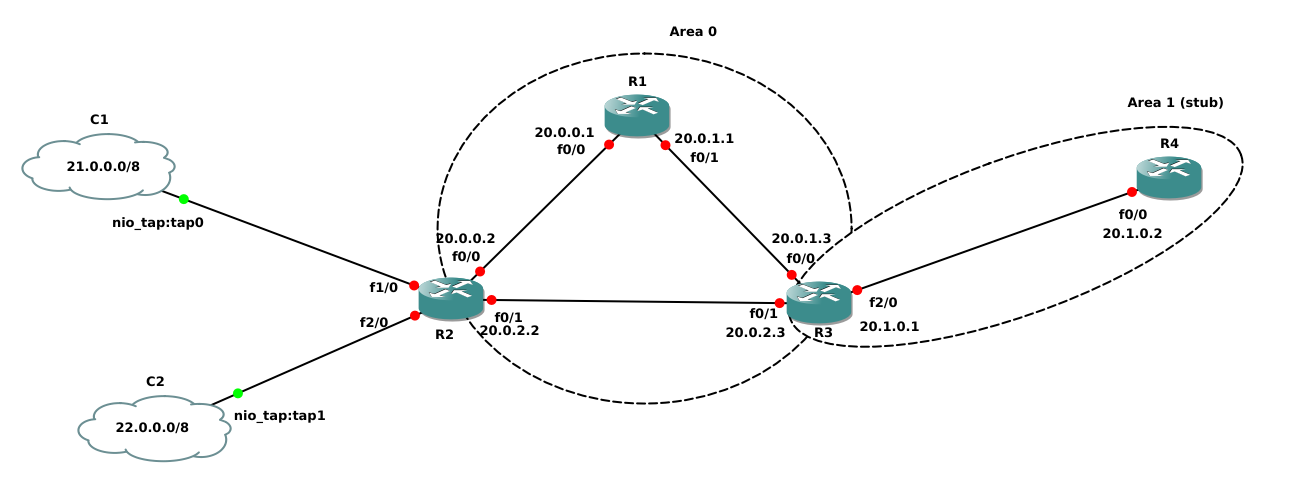 Area 0
R1
C1
Area 1 (stub)
20.0.0.1
f0/0
20.0.1.1
f0/1
R4
21.0.0.0/8
nio_tap:tap0
f0/0
20.1.0.2
20.0.0.2
f0/0
20.0.1.3
f0/0
f1/0
f2/0
R2
f0/1
20.0.2.2
f0/1
20.0.2.3
R3
f2/0
20.1.0.1
C2
22.0.0.0/8
nio_tap:tap1